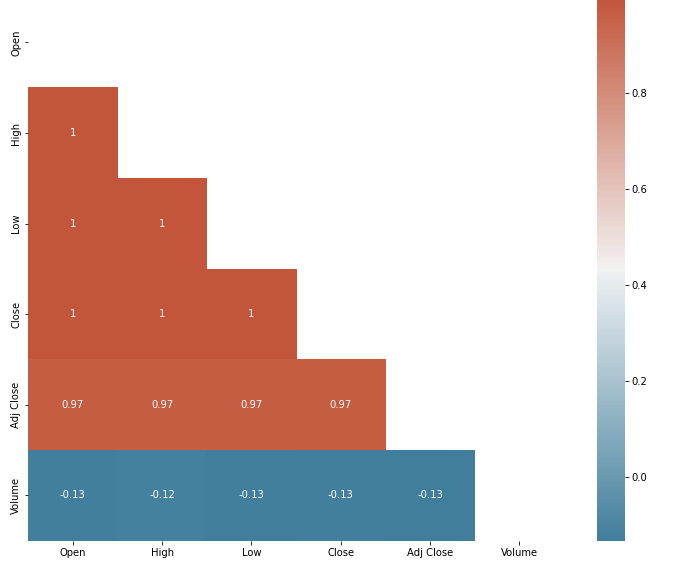 Open
High
1
Low
1 1
Close
1 1 1
Adj Close
0.97 0.97 0.97 0.97
Volume
-0.13 -0.12 -0.13 -0.13 -0.13
Open High Low Close Adj Close Volume
0.8
0.6
0.4
0.2
0.0